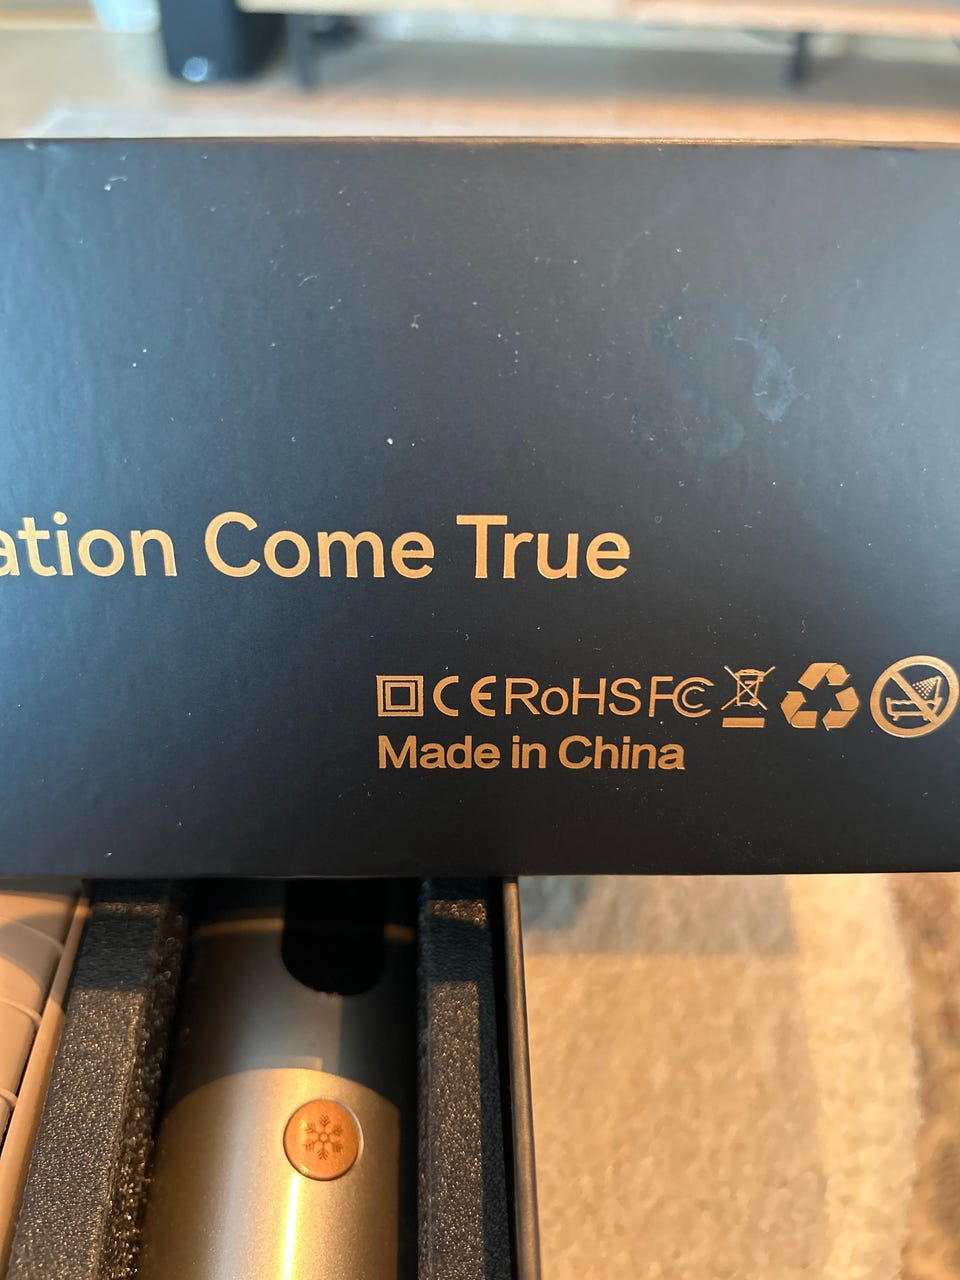 ation Come True
CE RoHS FC
Made in China